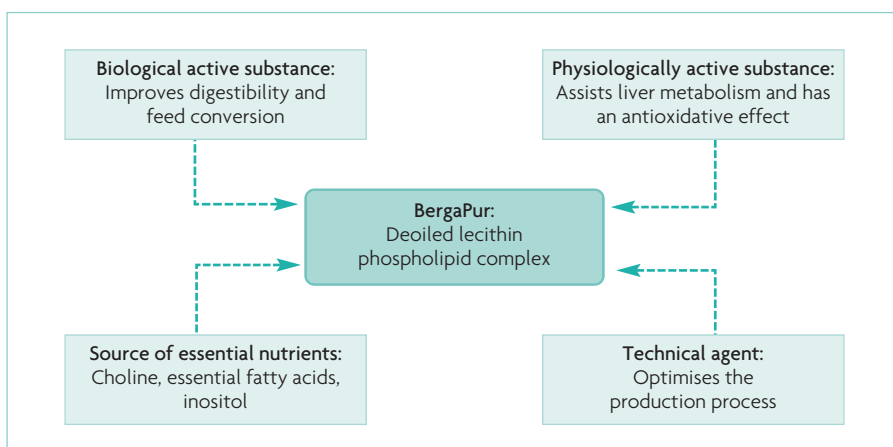 Biological active substance:
Improves digestibility and
feed conversion
Physiologically active substance:
Assists liver metabolism and has
an antioxidative effect
BergaPur:
Deoiled lecithin
phospholipid complex
Source of essential nutrients:
Choline, essential fatty acids,
inositol
Technical agent:
Optimises the
production process